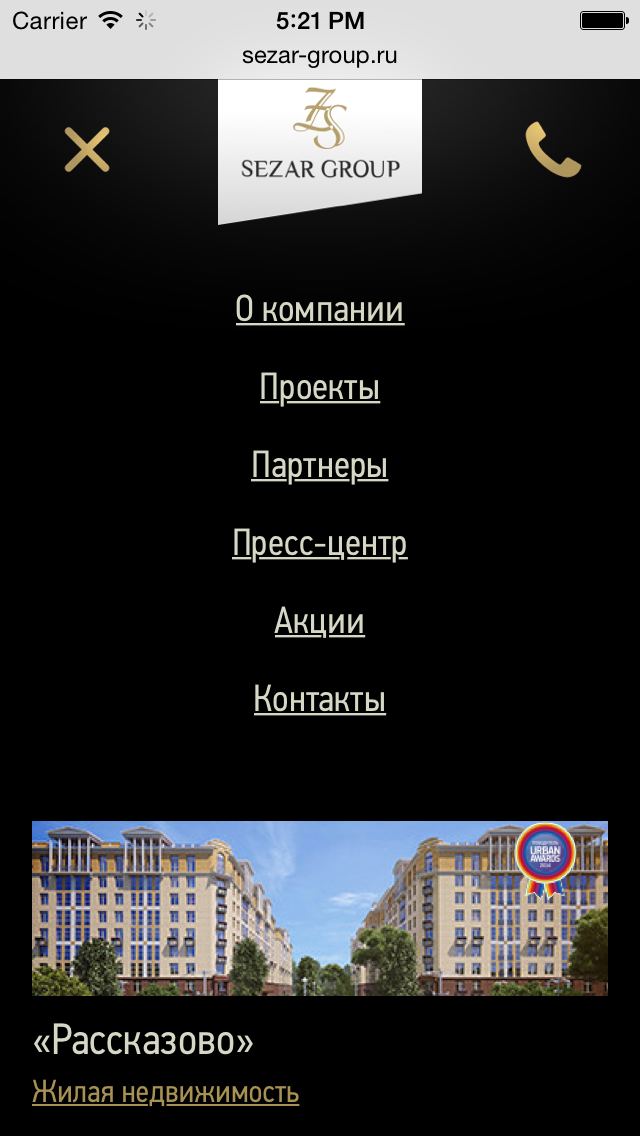 Carrier 5:21 PM
sezar-group.ru
ZS
SEZAR GROUP
О компании
Проекты
Партнеры
Пресс-центр
Акции
Контакты
URBAN
AWARDS
«Рассказово»
Жилая недвижимость